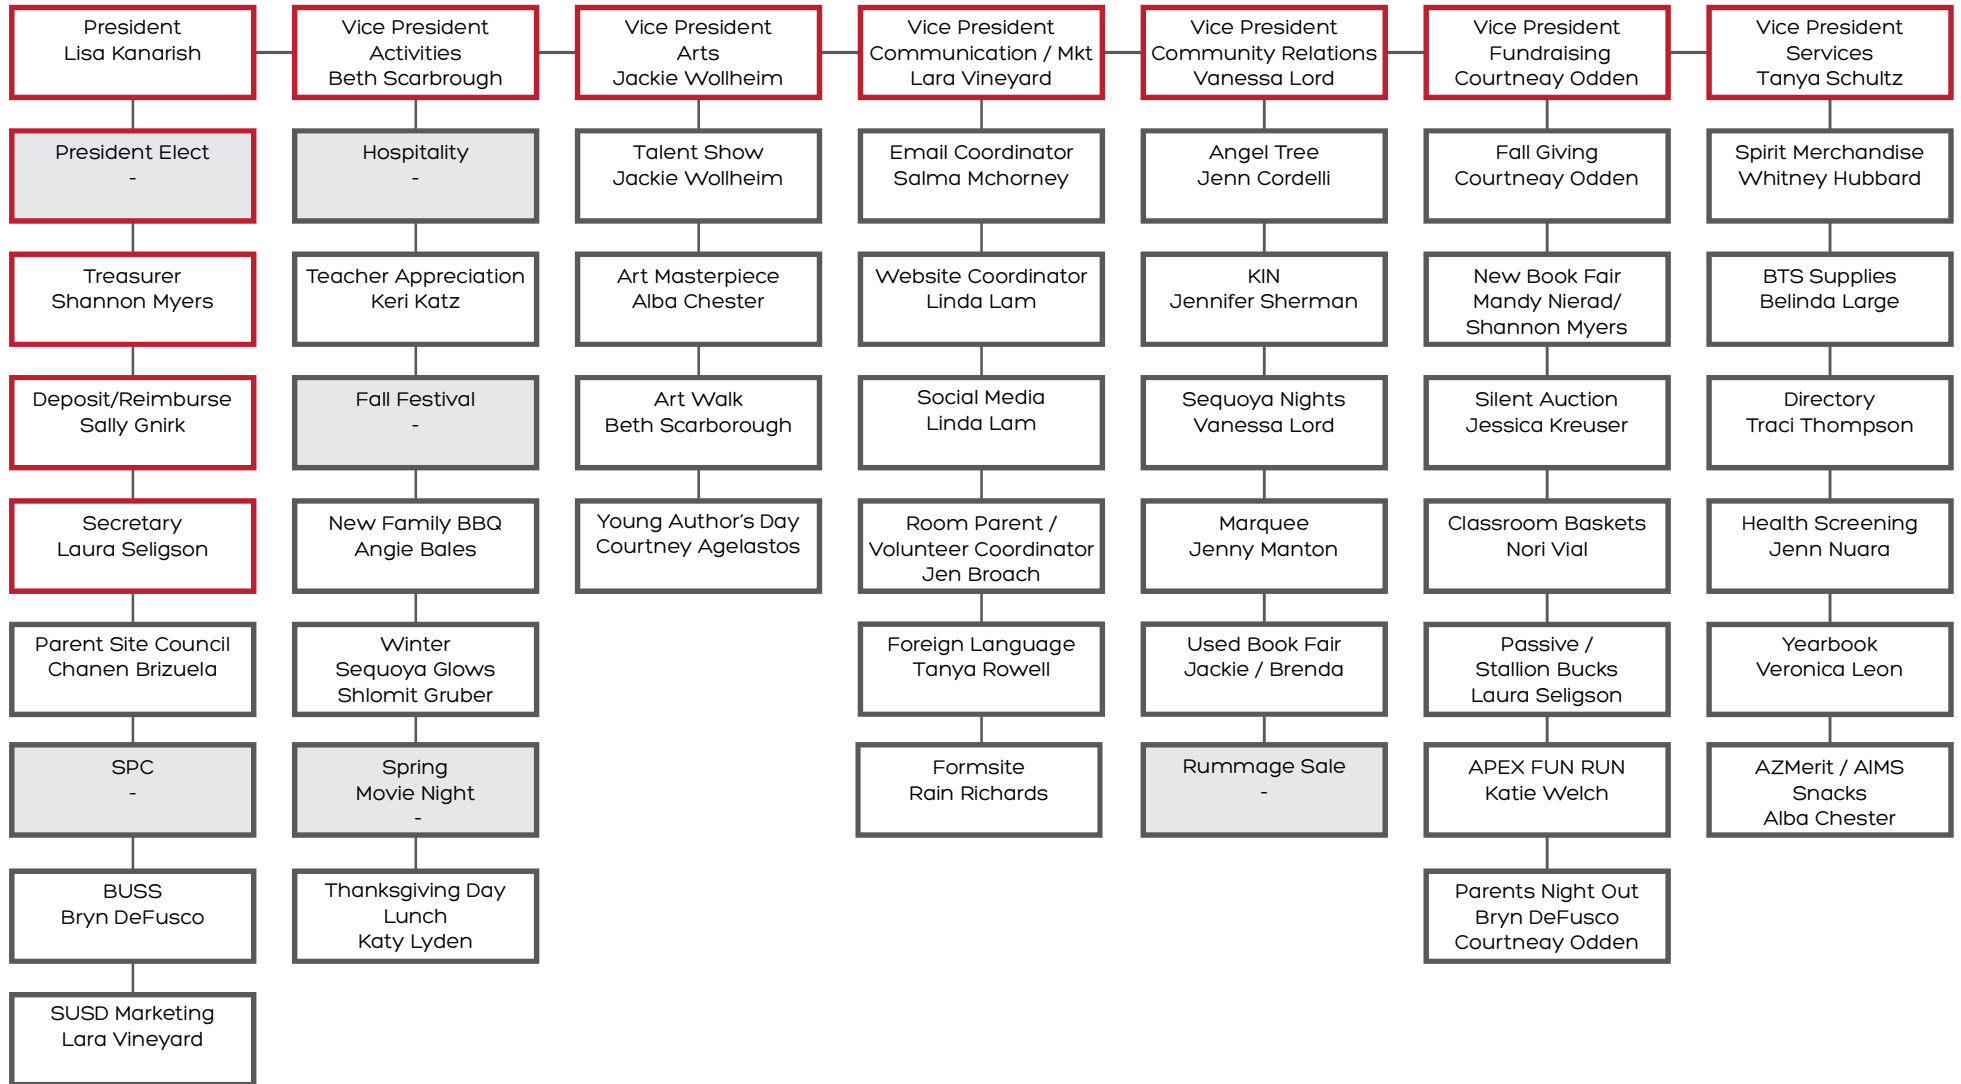 President
Lisa Kanarish
Vice President
Activities
Beth Scarbrough
Vice President
Arts
Jackie Wollheim
Vice President
Communication / Mkt
Lara Vineyard
Vice President
Community Relations
Vanessa Lord
Vice President
Fundraising
Courtneay Odden
Vice President
Services
Tanya Schultz
President Elect
-
Hospitality
-
Talent Show
Jackie Wollheim
Email Coordinator
Salma Mchorney
Angel Tree
Jenn Cordelli
Fall Giving
Courtneay Odden
Spirit Merchandise
Whitney Hubbard
Treasurer
Shannon Myers
Teacher Appreciation
Keri Katz
Art Masterpiece
Alba Chester
Website Coordinator
Linda Lam
KIN
Jennifer Sherman
New Book Fair
Mandy Nierad/
Shannon Myers
BTS Supplies
Belinda Large
Deposit/Reimburse
Sally Gnirk
Fall Festival
-
Art Walk
Beth Scarborough
Social Media
Linda Lam
Sequoya Nights
Vanessa Lord
Silent Auction
Jessica Kreuser
Directory
Traci Thompson
Secretary
Laura Seligson
New Family BBQ
Angie Bales
Young Author's Day
Courtney Agelastos
Room Parent /
Volunteer Coordinator
Jen Broach
Marquee
Jenny Manton
Classroom Baskets
Nori Vial
Health Screening
Jenn Nuara
Parent Site Council
Chanen Brizuela
Winter
Sequoya Glows
Shlomit Gruber
Foreign Language
Tanya Rowell
Used Book Fair
Jackie / Brenda
Passive /
Stallion Bucks
Laura Seligson
Yearbook
Veronica Leon
SPC
-
Spring
Movie Night
-
Formsite
Rain Richards
Rummage Sale
-
APEX FUN RUN
Katie Welch
AZMerit / AIMS
Snacks
Alba Chester
BUSS
Bryn DeFusco
Thanksgiving Day
Lunch
Katy Lyden
Parents Night Out
Bryn DeFusco
Courtneay Odden
SUSD Marketing
Lara Vineyard